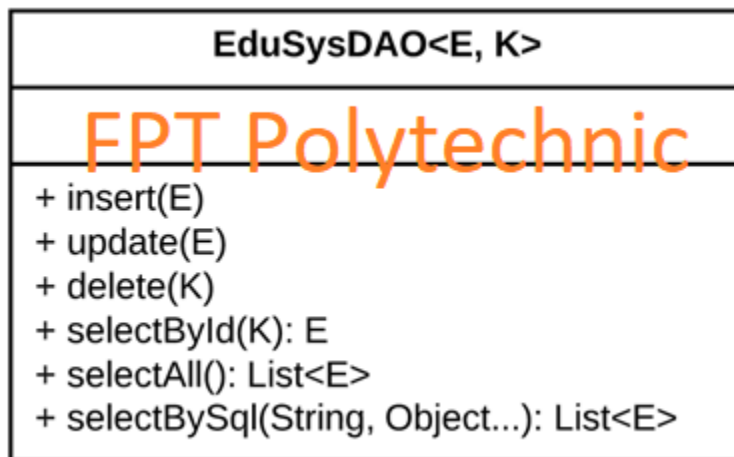 EduSysDAO<E, K>
FPT Polytechnic
+ insert(E)
+ update(E)
+ delete(K)
+ selectById(K): E
+ selectAll(): List<E>
+ selectBySql(String, Object...): List<E>